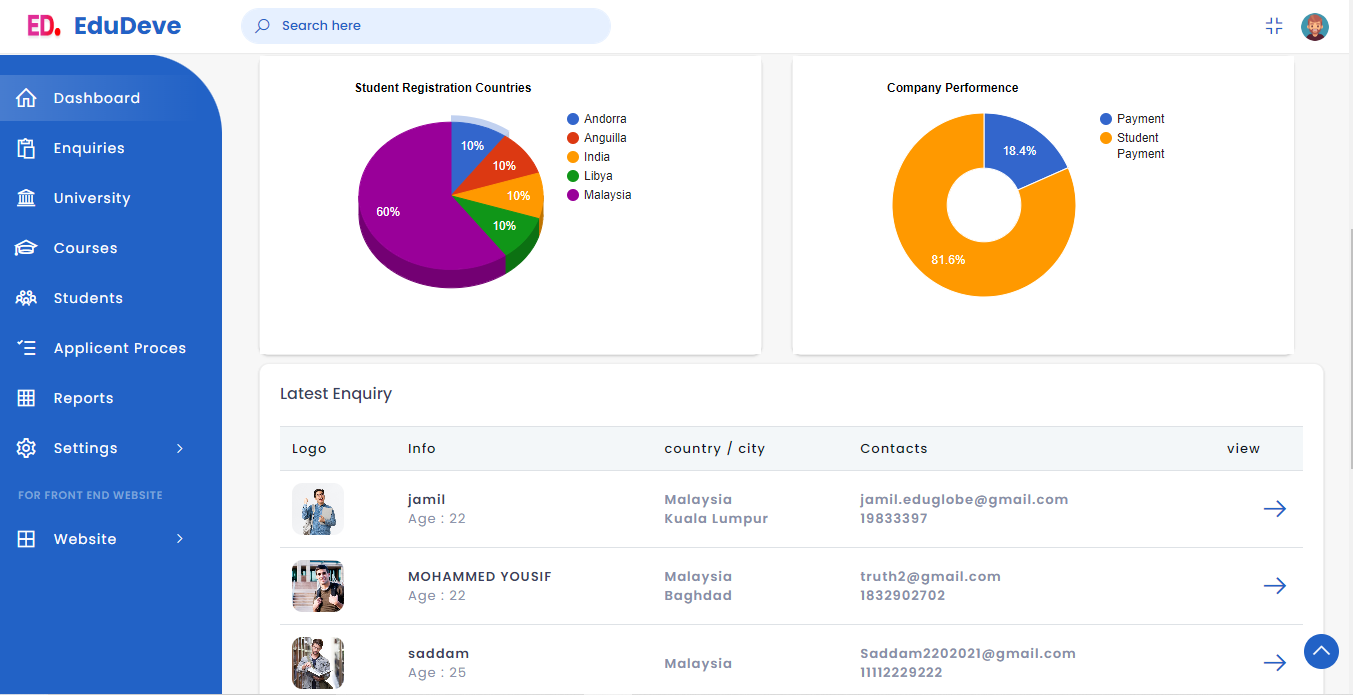 ED. EduDeve
Search here
Dashboard
Enquiries
University
Courses
Students
Applicent Proces
Reports
Settings
FOR FRONT END WEBSITE
Website
Student Registration Countries
10%
10%
10%
10%
60%
Andorra
Anguilla
India
Libya
Malaysia
Company Performence
18.4%
81.6%
Payment
Student
Payment
Latest Enquiry
Logo Info country / city Contacts view
jamil Malaysia jamil.eduglobe@gmail.com
Age : 22 Kuala Lumpur 19833397
MOHAMMED YOUSIF Malaysia truth2@gmail.com
Age : 22 Baghdad 1832902702
saddam Malaysia Saddam2202021@gmail.com
Age : 25 11112229222